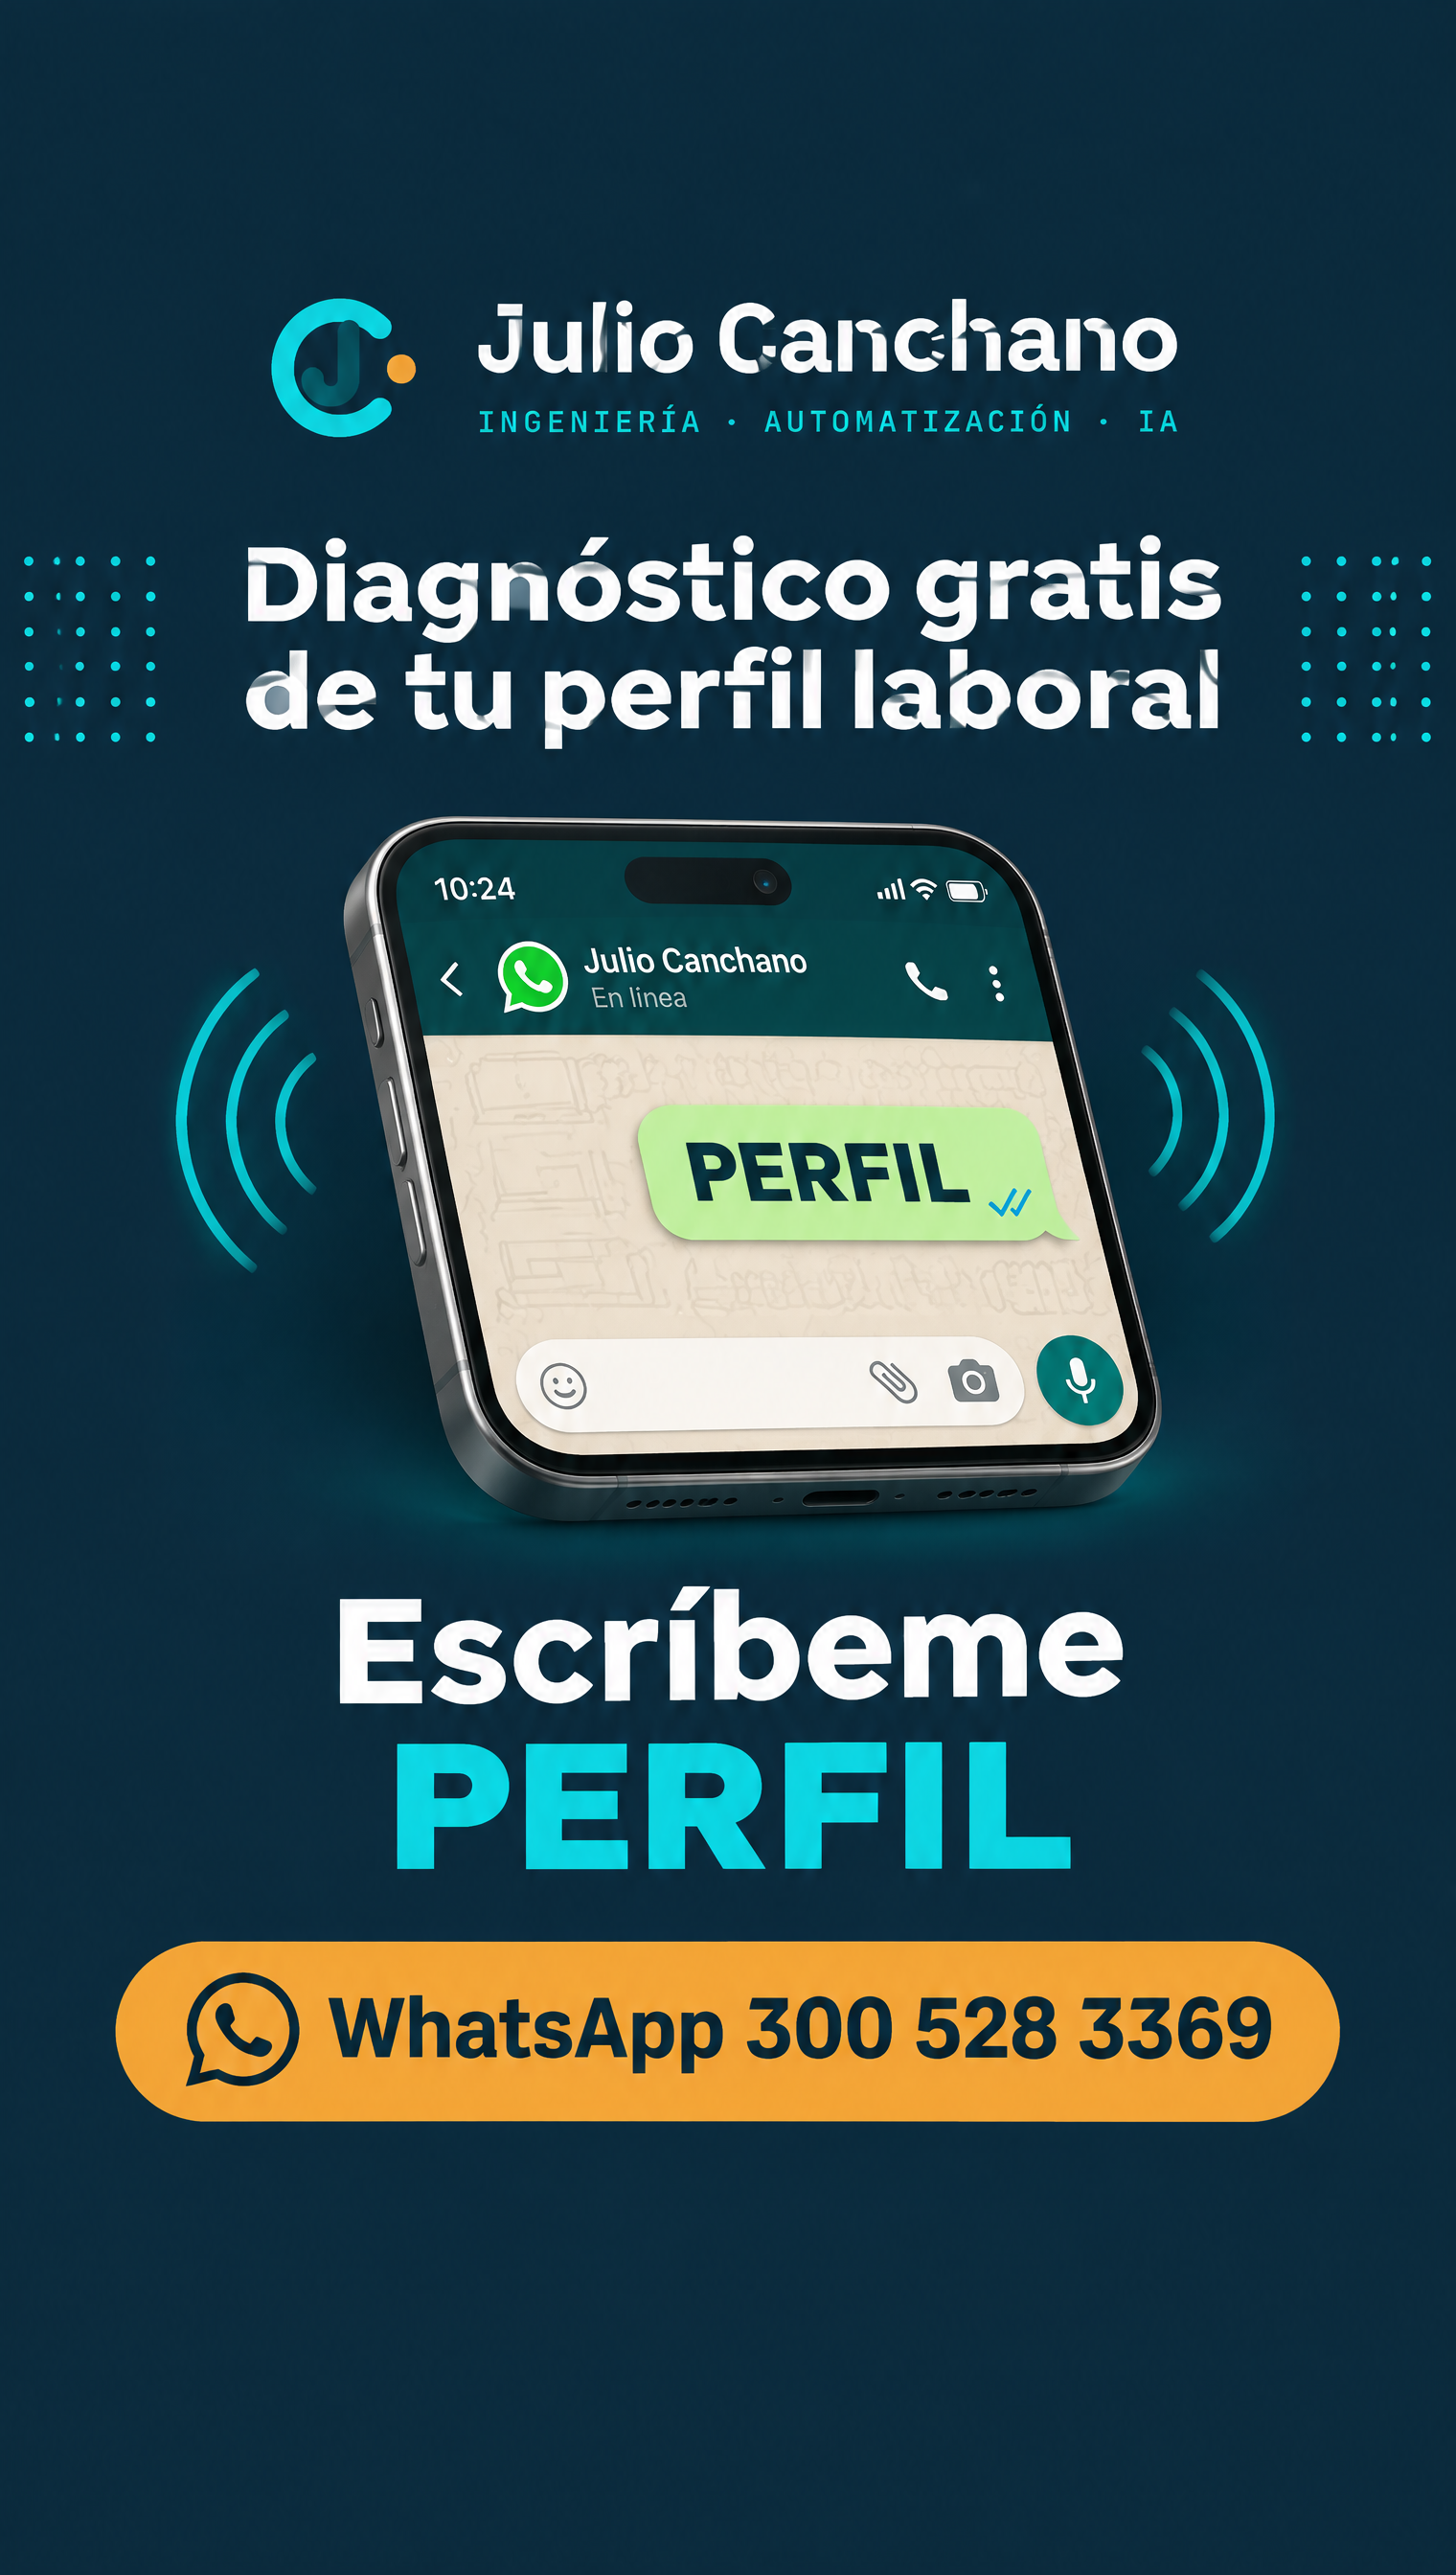 Julio Canchano
INGENIERÍA · AUTOMATIZACIÓN · IA
Diagnóstico gratis
de tu perfil laboral
10:24
Julio Canchano
En linea
PERFIL
Escríbeme
PERFIL
WhatsApp 300 528 3369